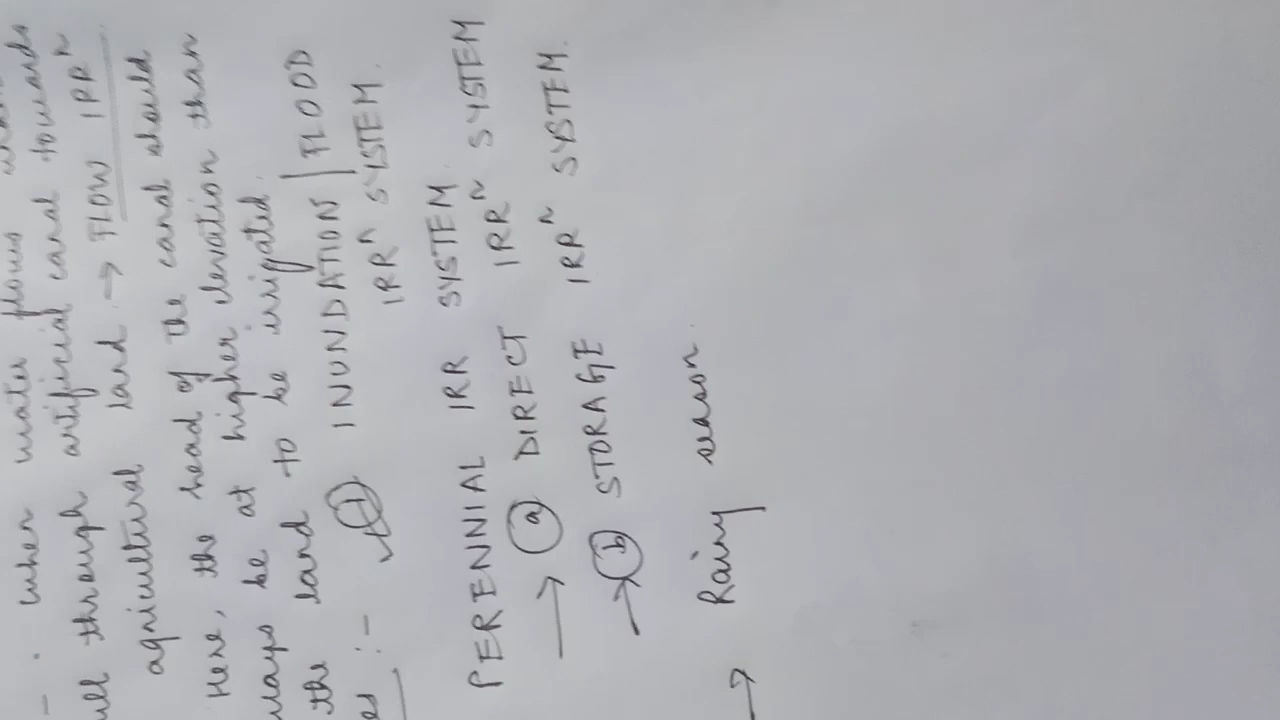 - . when water flows
through artificial canal towards
agricultural land. → FLOW IRRⁿ
Here, the head of the canal should
be at higher elevation than
the land to be irrigated.
:- ① INUNDATION | FLOOD
IRRⁿ SYSTEM.
PERENNIAL IRR SYSTEM.
→ ⓐ DIRECT IRRⁿ SYSTEM
→ ⓑ STORAGE IRRⁿ SYSTEM.
→ Rainy season.